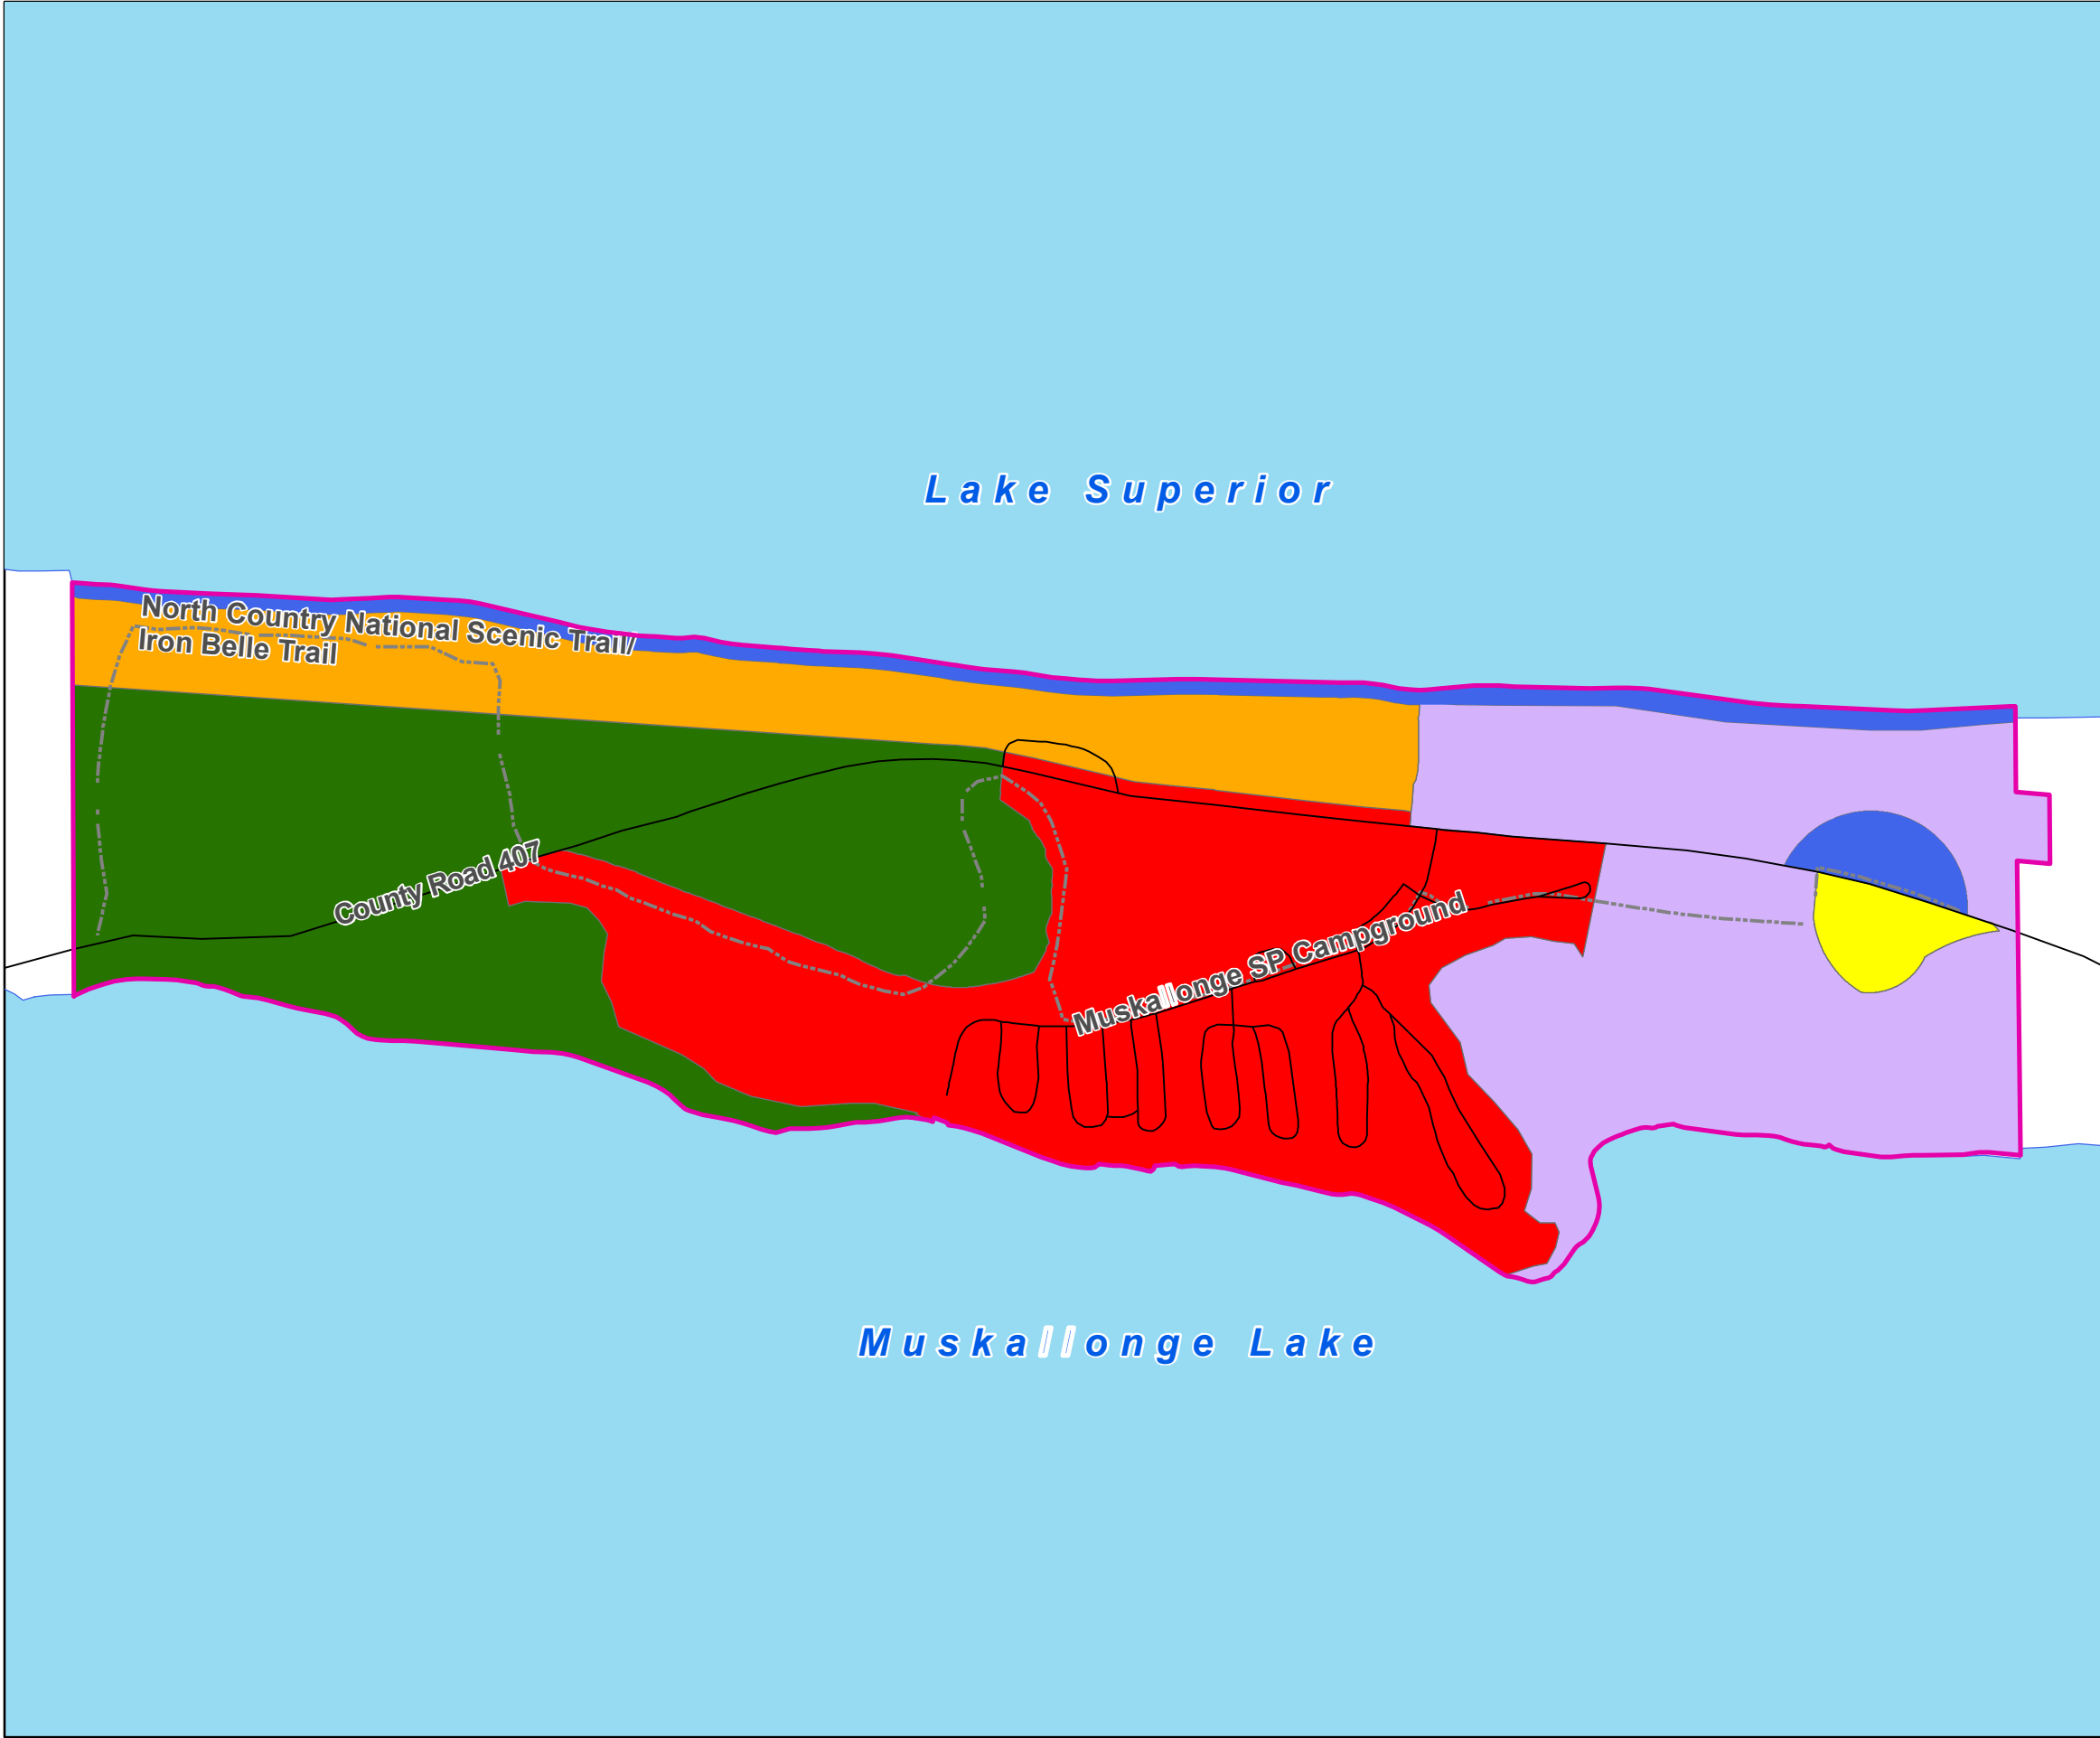 Lake Superior
North Country National Scenic Trail/
Iron Belle Trail
County Road 407
Muskallonge SP Campground
Muskallonge Lake